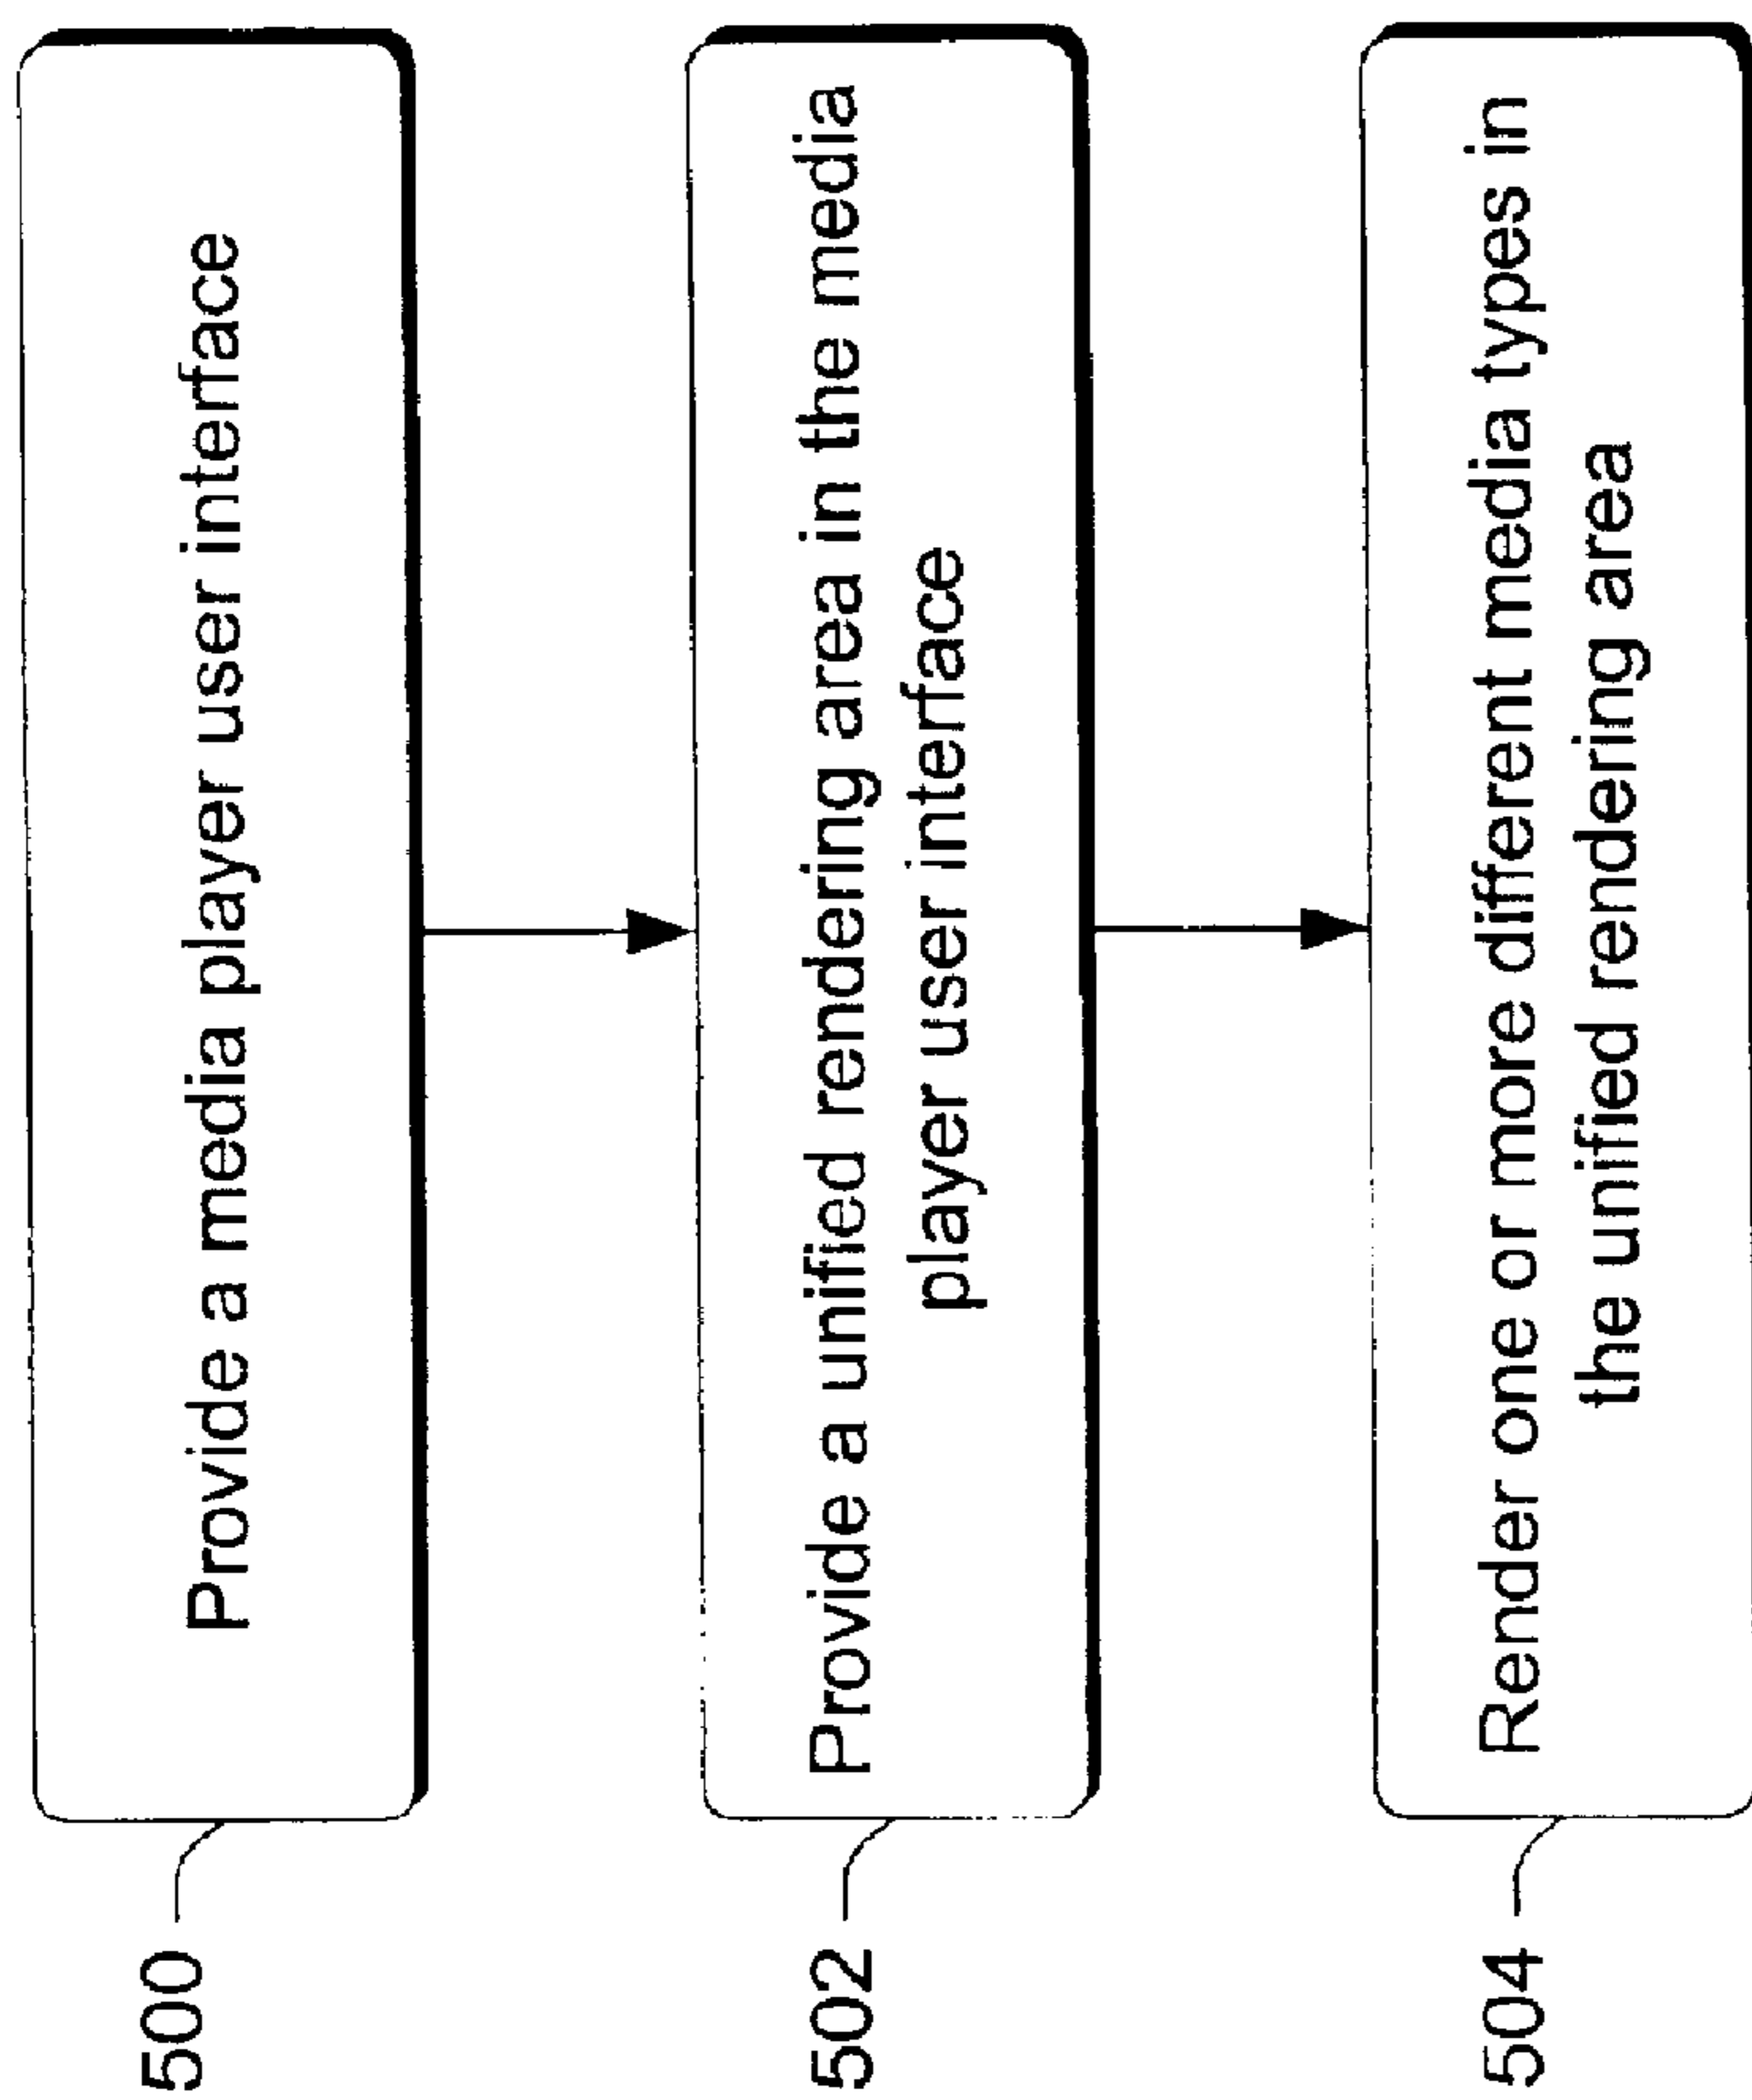 500
Provide a media player user interface
502
Provide a unified rendering area in the media
player user interface
504
Render one or more different media types in
the unified rendering area